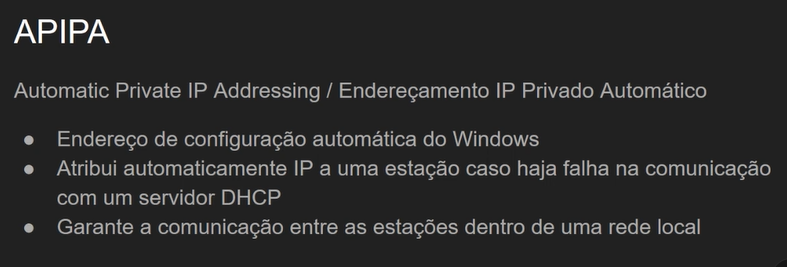 APIPA
Automatic Private IP Addressing / Endereçamento IP Privado Automático
● Endereço de configuração automática do Windows
● Atribui automaticamente IP a uma estação caso haja falha na comunicação
com um servidor DHCP
● Garante a comunicação entre as estações dentro de uma rede local